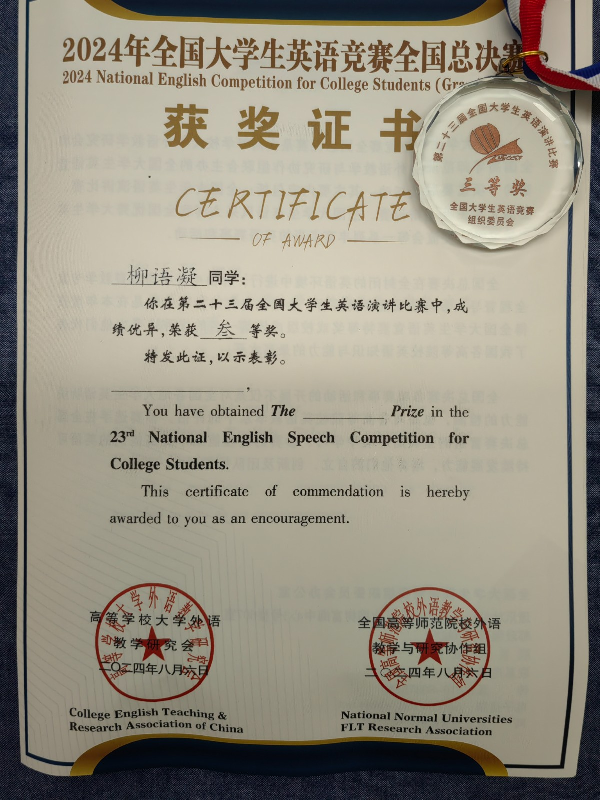 2024年全国大学生英语竞赛全国总决赛
2024 National English Competition for College Students (Gra
获奖证书
CERTIFICATE
OF AWARD
第二十三届全国大学生英语演讲比赛
三等奖
全国大学生英语竞赛
组织委员会
柳语凝 同学:
你在第二十三届全国大学生英语演讲比赛中,成
绩优异,荣获 叁 等奖。
特发此证,以示表彰。
,
You have obtained The Prize in the
23rd National English Speech Competition for
College Students.
This certificate of commendation is hereby
awarded to you as an encouragement.
高等学校大学外语
教学研究会
二〇二四年八月六日
College English Teaching &
Research Association of China
全国高等师范院校外语
教学与研究协作组
二〇二四年八月六日
National Normal Universities
FLT Research Association